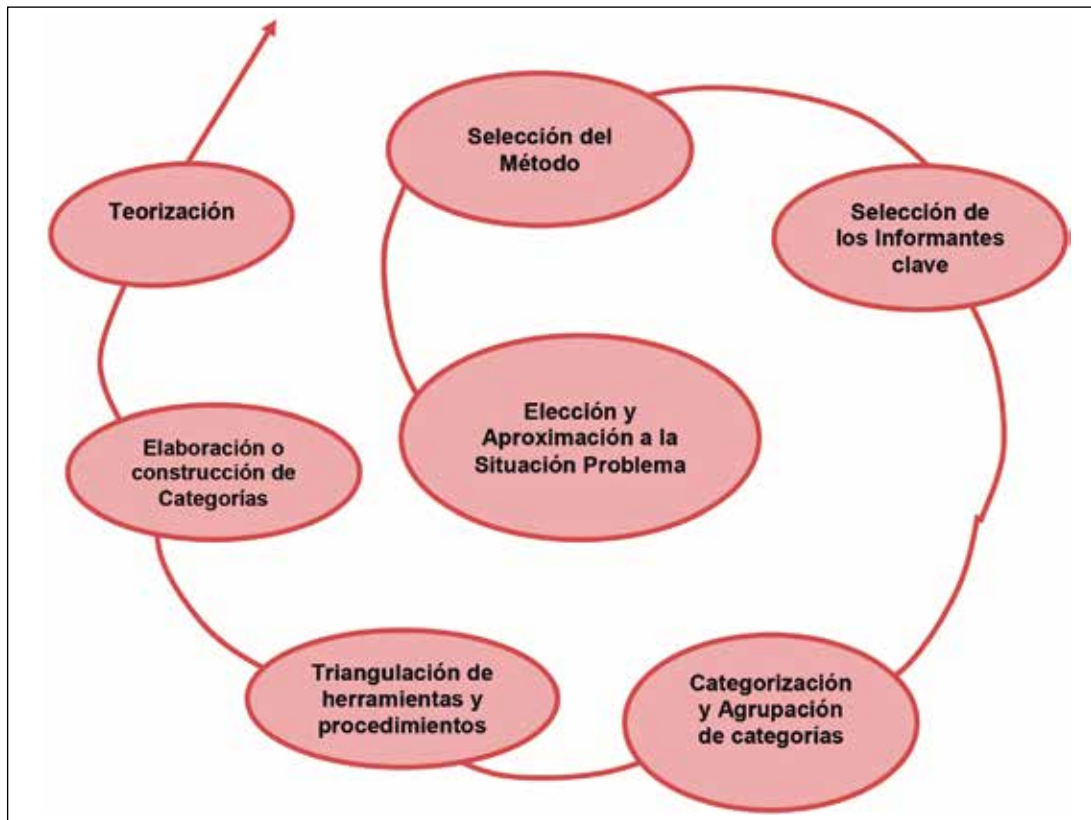 Selección del
Método
Teorización
Selección de
los Informantes
clave
Elección y
Aproximación a la
Situación Problema
Elaboración o
construcción de
Categorías
Triangulación de
herramientas y
procedimientos
Categorización
y Agrupación
de categorías